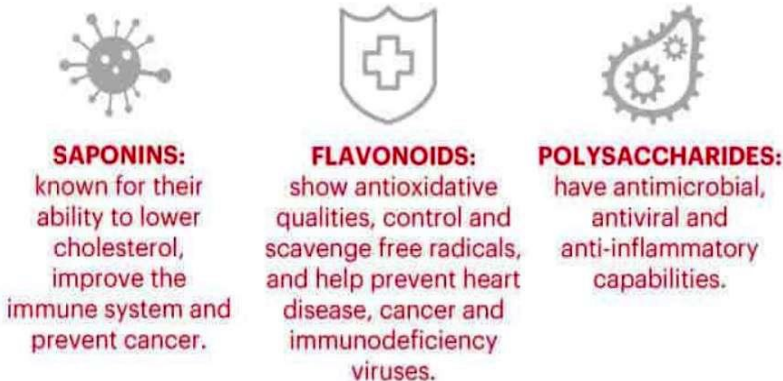 SAPONINS:
known for their
ability to lower
cholesterol,
improve the
immune system and
prevent cancer.
FLAVONOIDS:
show antioxidative
qualities, control and
scavenge free radicals,
and help prevent heart
disease, cancer and
immunodeficiency
viruses.
POLYSACCHARIDES:
have antimicrobial,
antiviral and
anti-inflammatory
capabilities.